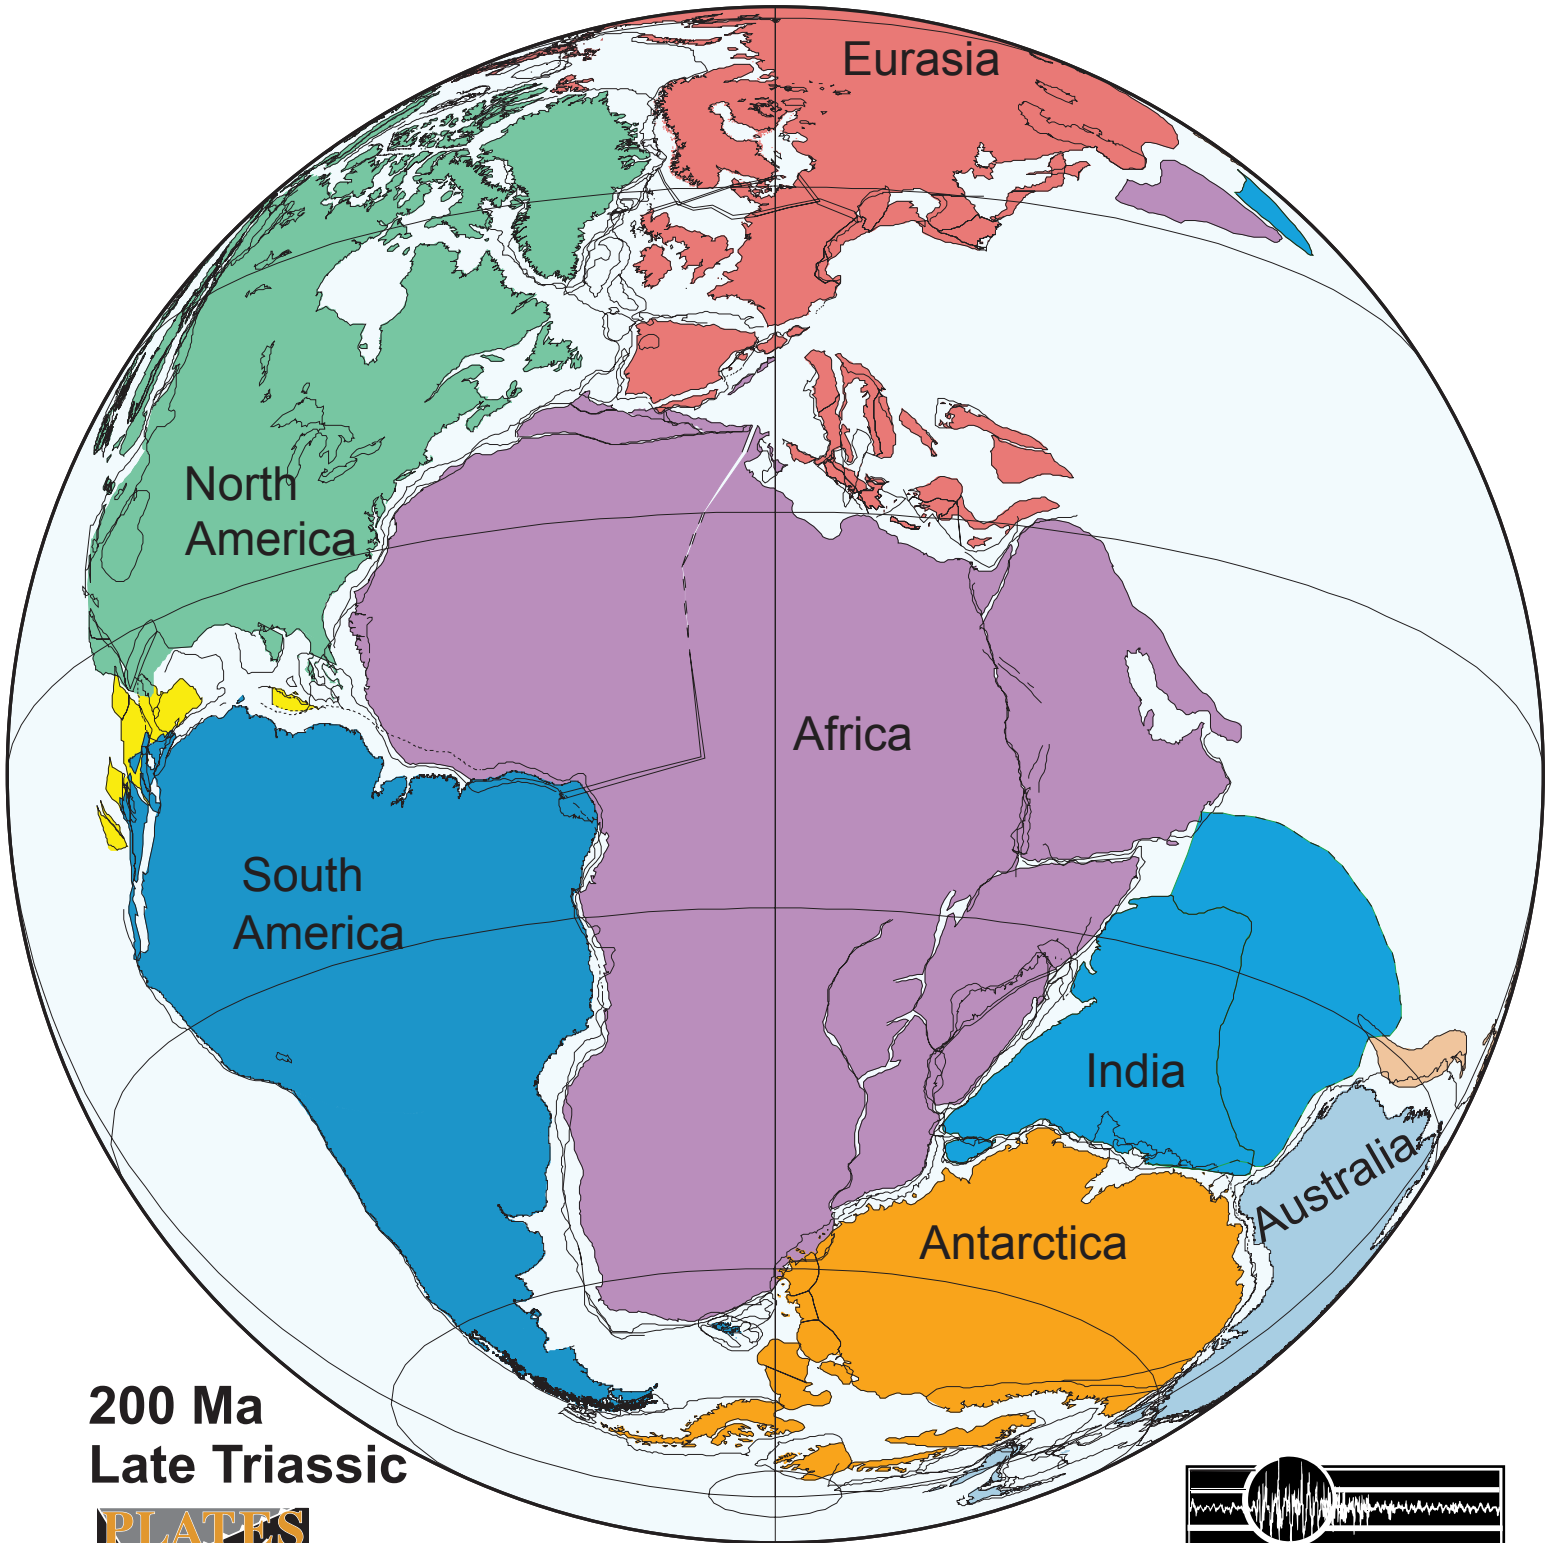 Eurasia
North
America
Africa
South
America
India
Australia
Antarctica
200 Ma
Late Triassic
PLATES